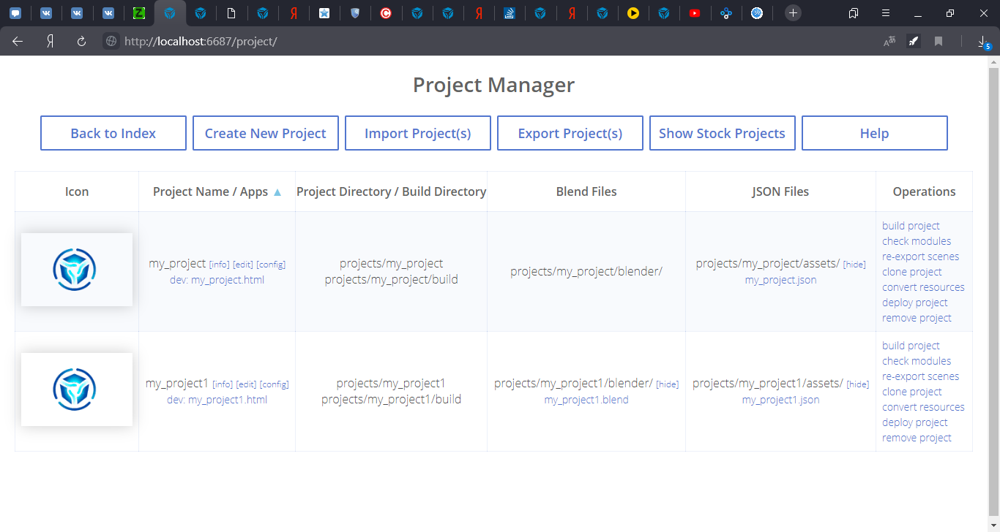 Я
Я
Я
Я
http://localhost:6687/project/
5
Project Manager
Back to Index
Create New Project
Import Project(s)
Export Project(s)
Show Stock Projects
Help
Icon
Project Name / Apps ▲
Project Directory / Build Directory
Blend Files
JSON Files
Operations
my_project [info] [edit] [config]
dev: my_project.html
projects/my_project
projects/my_project/build
projects/my_project/blender/
projects/my_project/assets/ [hide]
my_project.json
build project
check modules
re-export scenes
clone project
convert resources
deploy project
remove project
my_project1 [info] [edit] [config]
dev: my_project1.html
projects/my_project1
projects/my_project1/build
projects/my_project1/blender/ [hide]
my_project1.blend
projects/my_project1/assets/ [hide]
my_project1.json
build project
check modules
re-export scenes
clone project
convert resources
deploy project
remove project